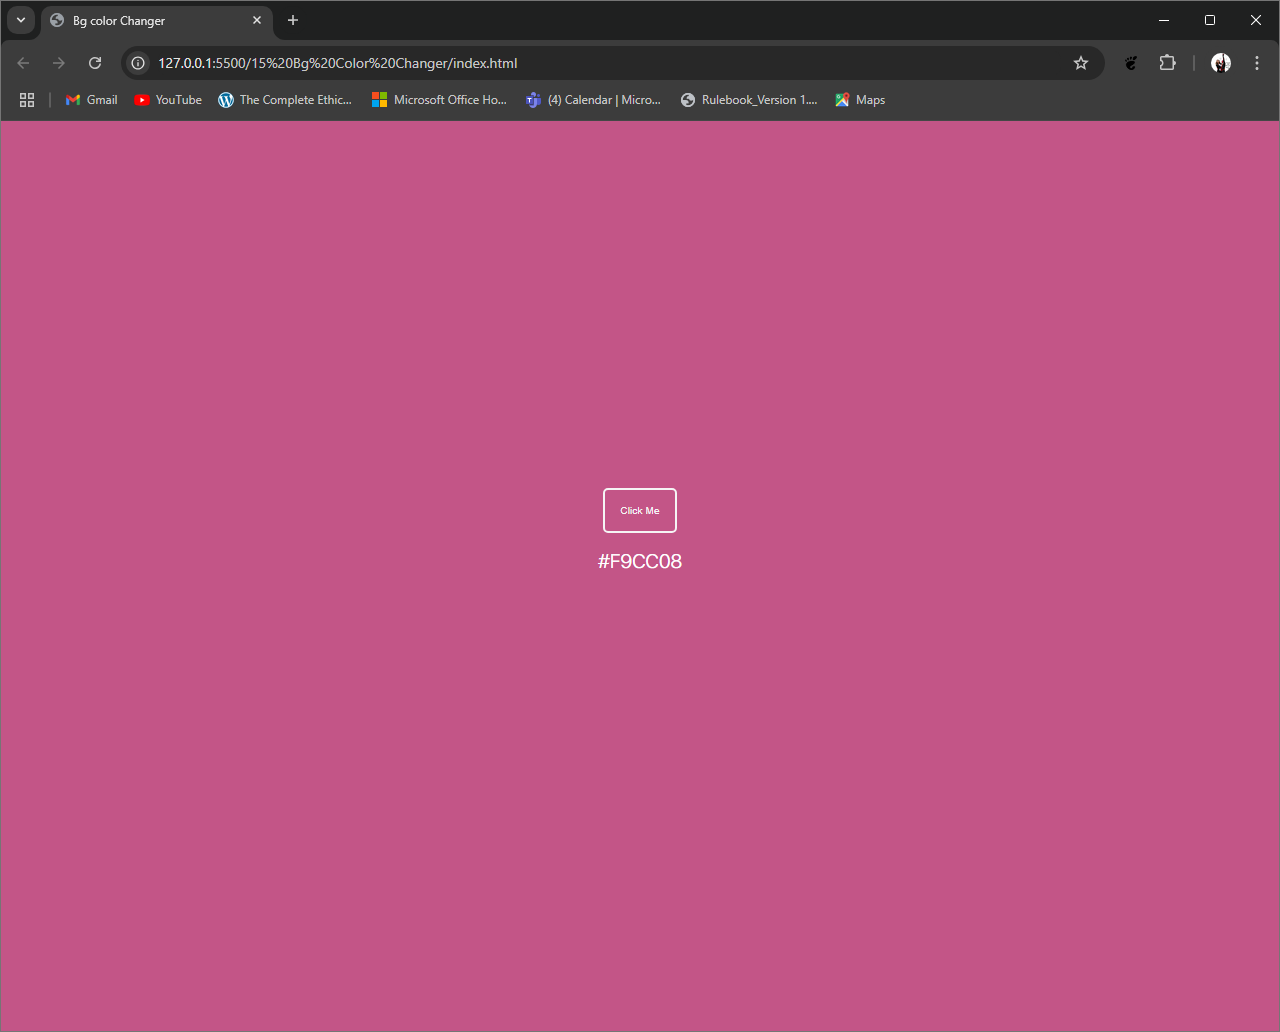 Bg color Changer
127.0.0.1:5500/15%20Bg%20Color%20Changer/index.html
Gmail YouTube The Complete Ethic... Microsoft Office Ho... (4) Calendar | Micro... Rulebook_Version 1.... Maps
Click Me
#F9CC08